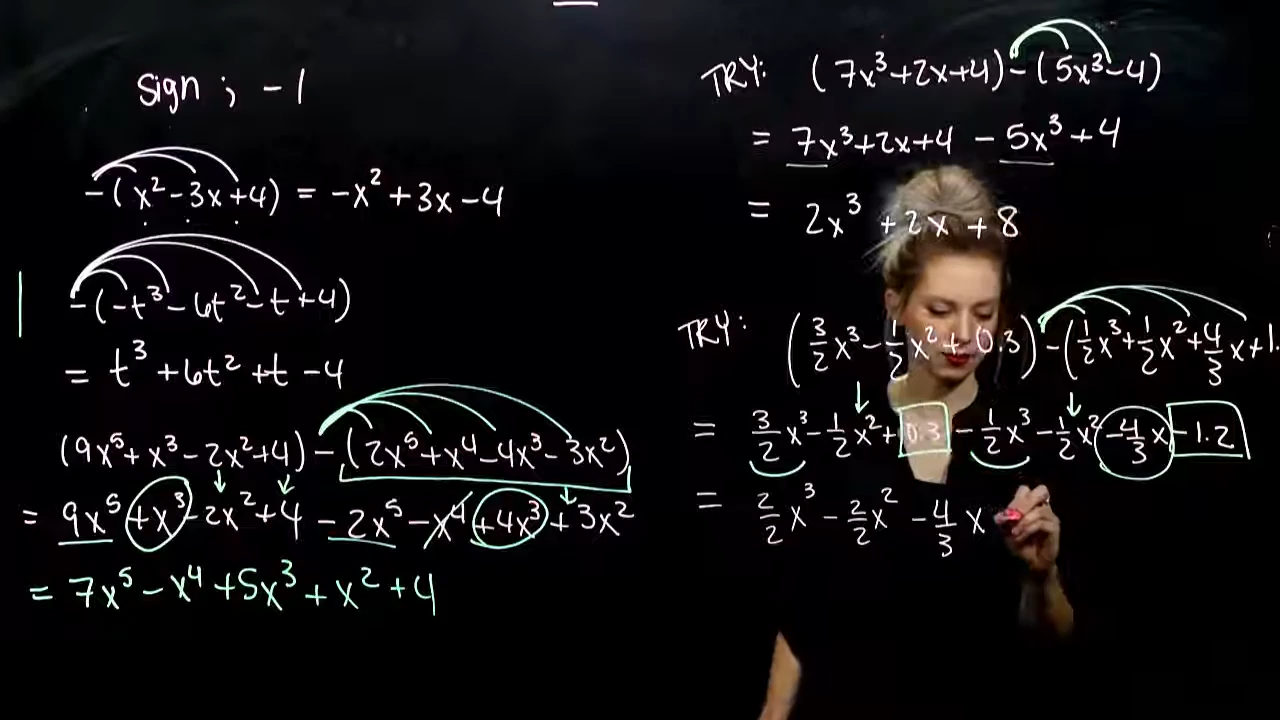 Sign ; -1
-(x²-3x+4) = -x²+3x-4
-(-t³-6t²-t+4)
= t³+6t²+t-4
(9x⁵+x³-2x²+4)-(2x⁵+x⁴-4x³-3x²)
= 9x⁵+x³-2x²+4-2x⁵-x⁴+4x³+3x²
= 7x⁵-x⁴+5x³+x²+4
TRY: (7x³+2x+4)-(5x³-4)
= 7x³+2x+4-5x³+4
= 2x³+2x+8
TRY: (3/2x³-1/2x²+0.3)-(1/2x³+1/2x²+4/3x+1.
= 3/2x³-1/2x²+0.3-1/2x³-1/2x²-4/3x-1.2
= 2/2x³-2/2x²-4/3x